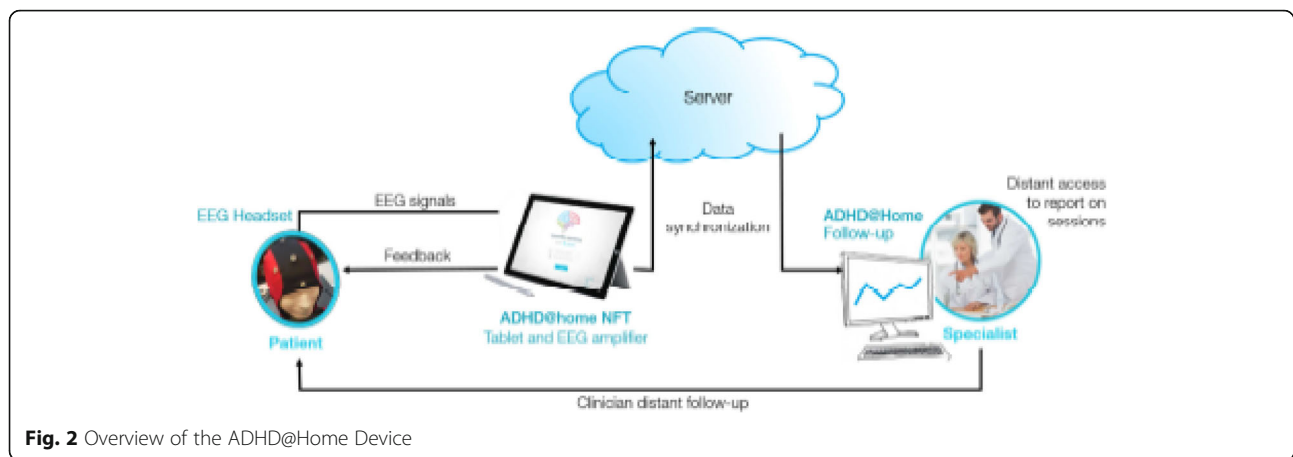 Server
EEG Headset
EEG signals
Feedback
Patient
ADHD@home NFT
Tablet and EEG amplifier
Data
synchronization
ADHD@Home
Follow-up
Distant access
to report on
sessions
Specialist
Clinician distant follow-up
Fig. 2 Overview of the ADHD@Home Device